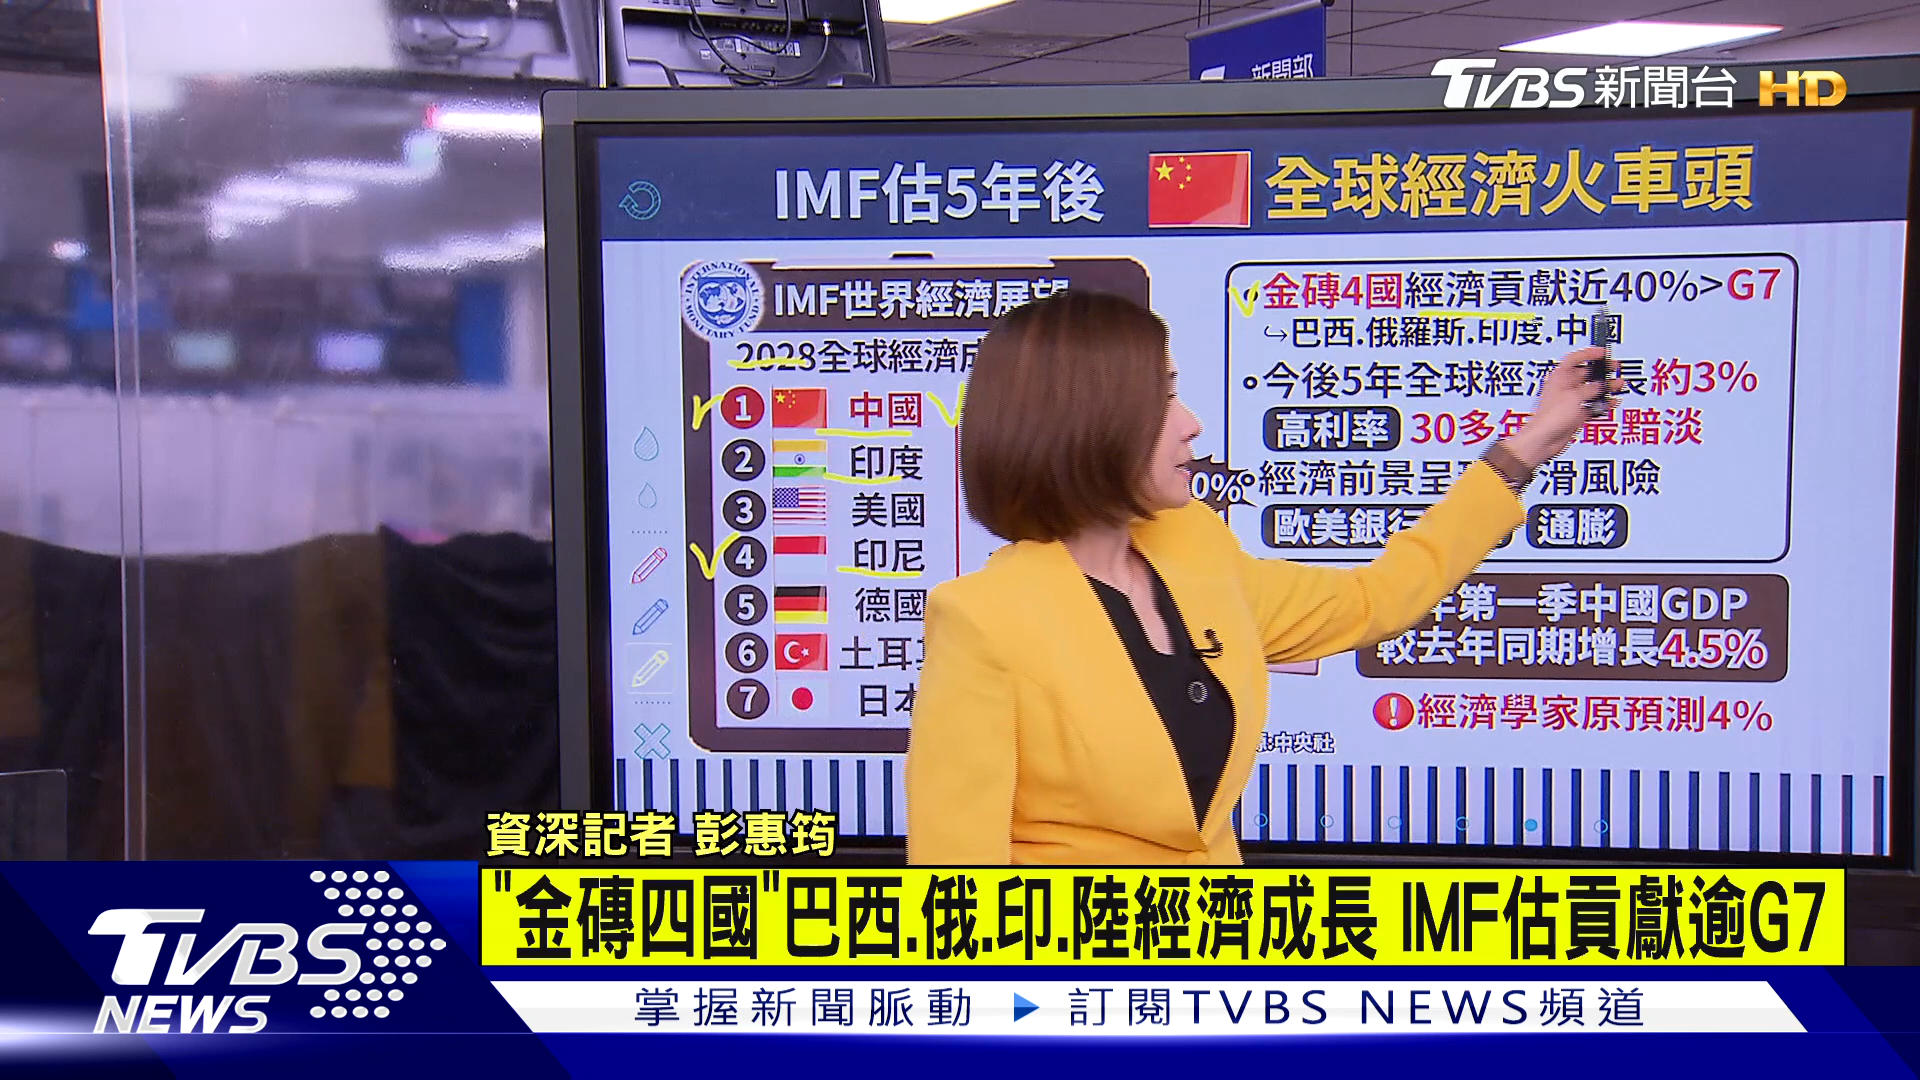 新聞部
TVBS新聞台 HD
IMF估5年後 全球經濟火車頭
INTERNATIONAL MONETARY FUND
IMF世界經濟展望
2028全球經濟成
1 中國
2 印度
3 美國
4 印尼
5 德國
6 土耳
7 日本
0%
金磚4國經濟貢獻近40%>G7
巴西.俄羅斯.印度.中國
今後5年全球經濟 長約3%
高利率 30多年 最黯淡
經濟前景呈 滑風險
歐美銀行 通膨
年第一季中國GDP
較去年同期增長4.5%
經濟學家原預測4%
:中央社
資深記者 彭惠筠
"金磚四國"巴西.俄.印.陸經濟成長 IMF估貢獻逾G7
TVBS
NEWS
掌握新聞脈動 ▶ 訂閱TVBS NEWS頻道